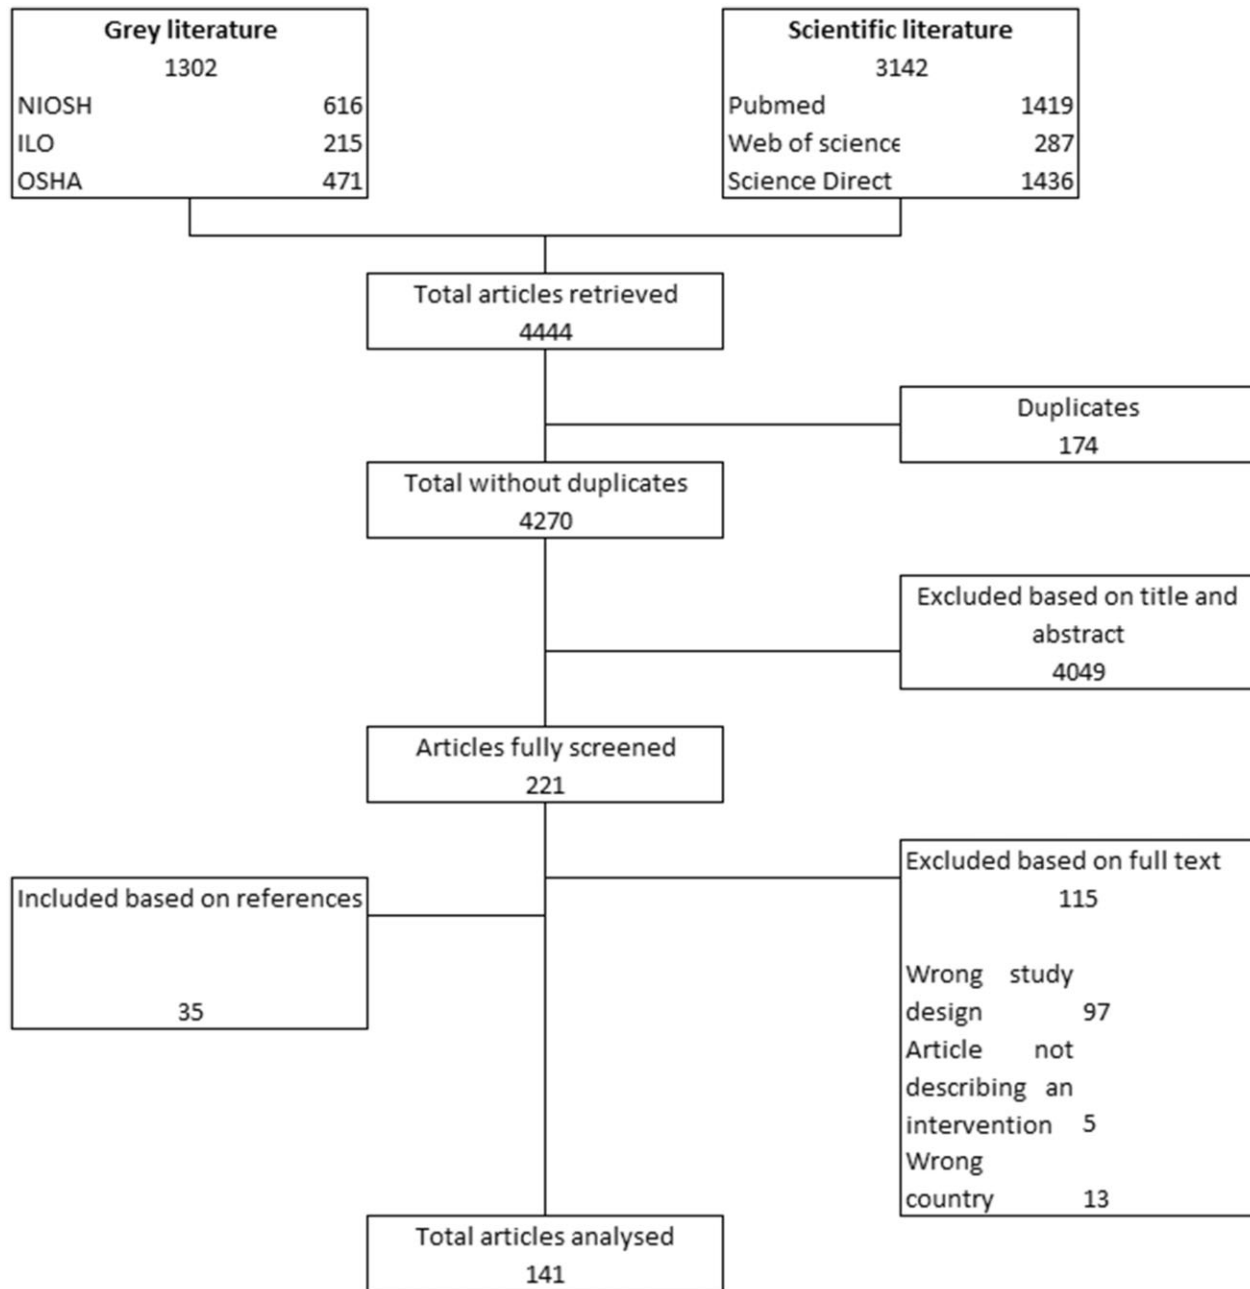 Grey literature
1302
NIOSH 616
ILO 215
OSHA 471
Scientific literature
3142
Pubmed 1419
Web of science 287
Science Direct 1436
Total articles retrieved
4444
Duplicates
174
Total without duplicates
4270
Excluded based on title and
abstract
4049
Articles fully screened
221
Excluded based on full text
115
Wrong study
design 97
Article not
describing an
intervention 5
Wrong
country 13
Included based on references
35
Total articles analysed
141